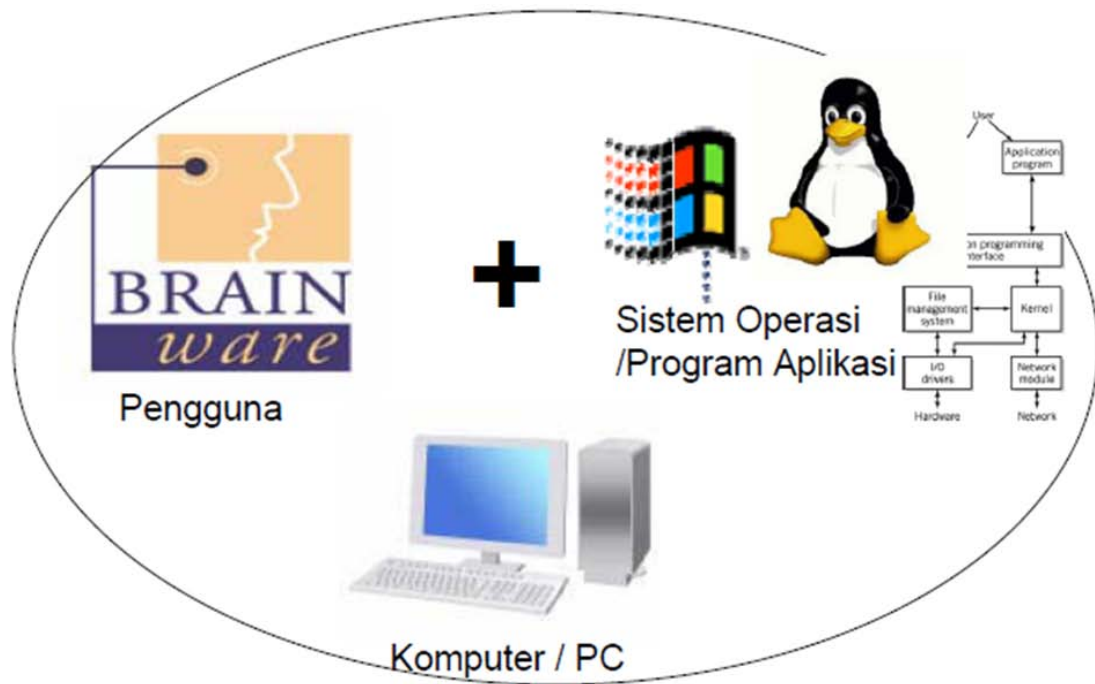 BRAIN
ware
Pengguna
+
Sistem Operasi
/Program Aplikasi
User
Application
program
on programming
interface
File
management
system
Kernel
I/O
drivers
Network
module
Hardware
Network
Komputer / PC